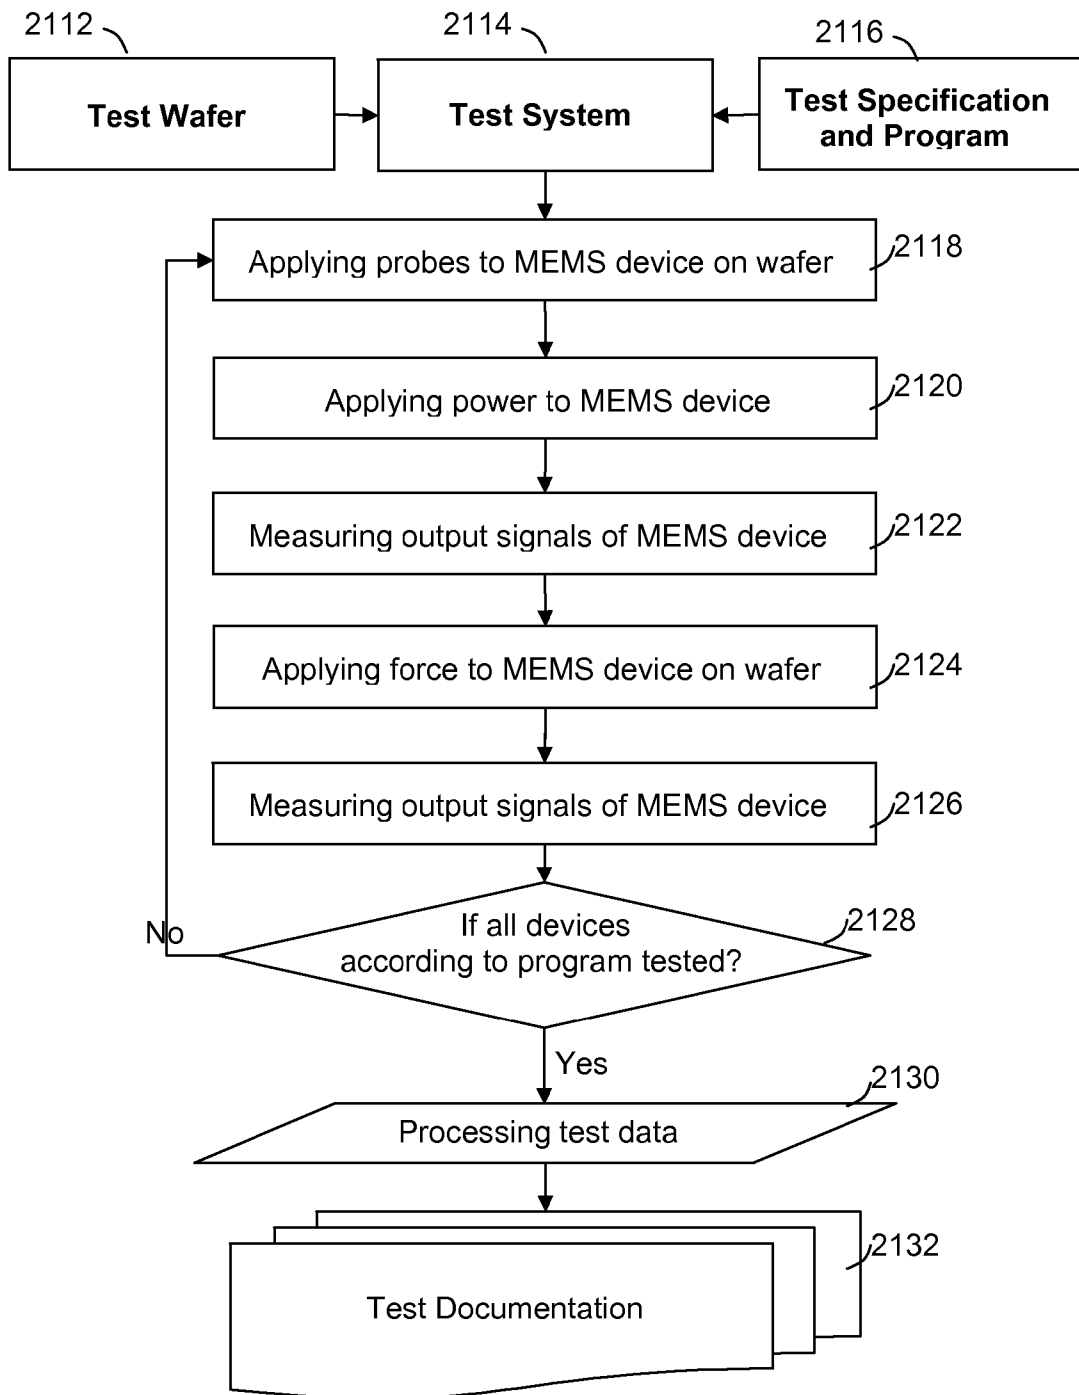 2112
2114
2116
Test Wafer
Test System
Test Specification
and Program
Applying probes to MEMS device on wafer
2118
Applying power to MEMS device
2120
Measuring output signals of MEMS device
2122
Applying force to MEMS device on wafer
2124
Measuring output signals of MEMS device
2126
If all devices
according to program tested?
2128
No
Yes
2130
Processing test data
2132
Test Documentation